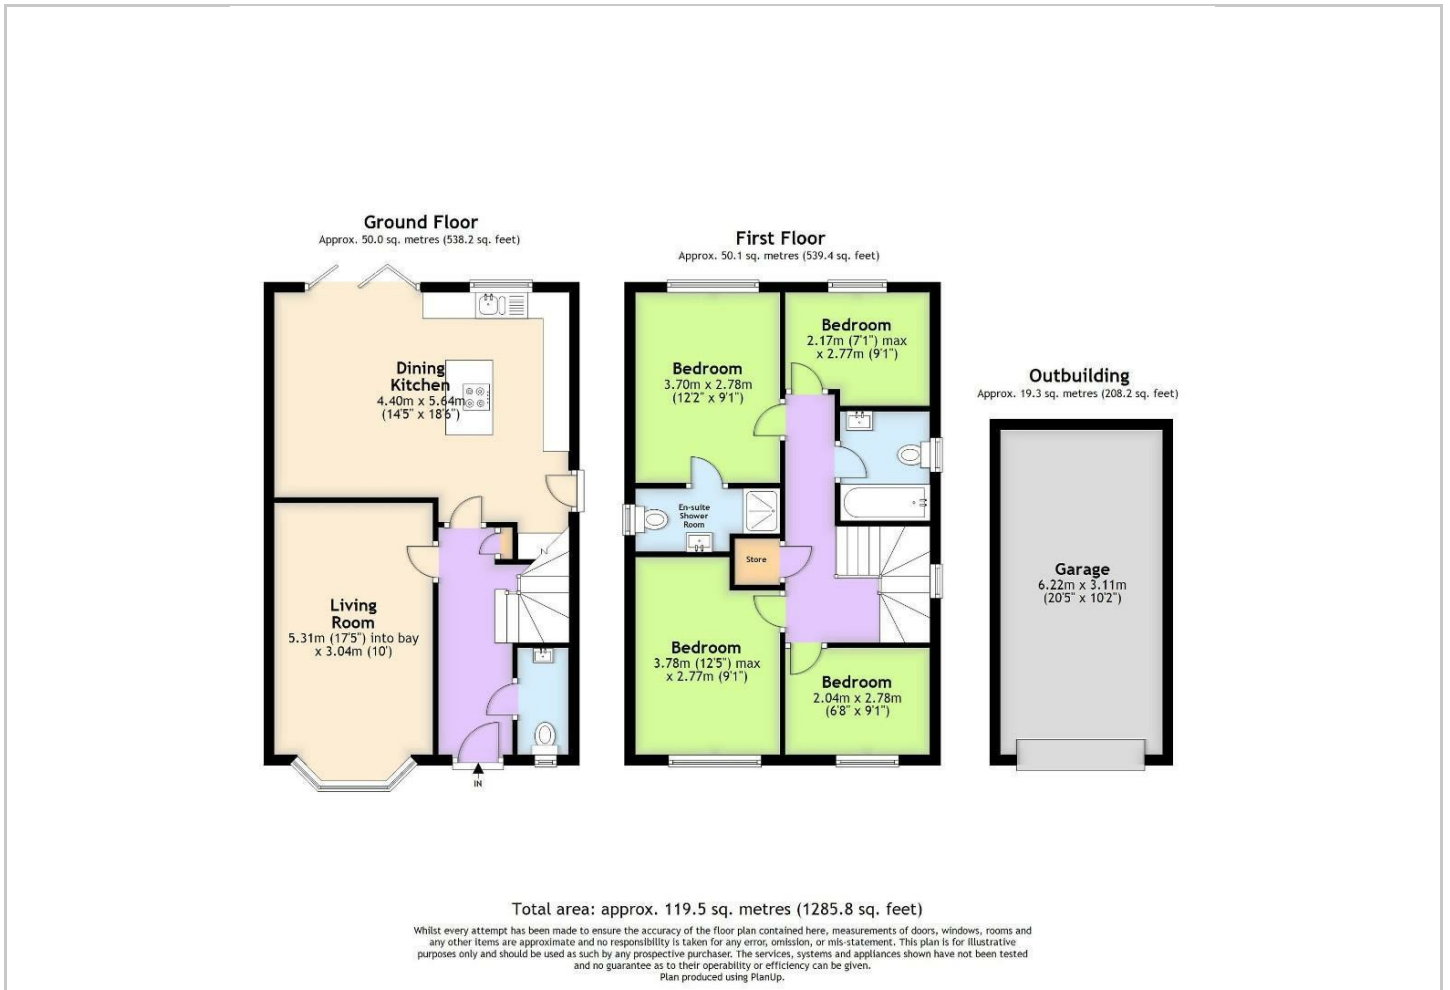 Ground Floor
Approx. 50.0 sq. metres (538.2 sq. feet)
Dining
Kitchen
4.40m x 5.64m
(14'5" x 18'6")
Living
Room
5.31m (17'5") into bay
x 3.04m (10')
IN
First Floor
Approx. 50.1 sq. metres (539.4 sq. feet)
Bedroom
3.70m x 2.78m
(12'2" x 9'1")
Bedroom
2.17m (7'1") max
x 2.77m (9'1")
En-suite
Shower
Room
Store
Bedroom
3.78m (12'5") max
x 2.77m (9'1")
Bedroom
2.04m x 2.78m
(6'8" x 9'1")
Outbuilding
Approx. 19.3 sq. metres (208.2 sq. feet)
Garage
6.22m x 3.11m
(20'5" x 10'2")
Total area: approx. 119.5 sq. metres (1285.8 sq. feet)
Whilst every attempt has been made to ensure the accuracy of the floor plan contained here, measurements of doors, windows, rooms and
any other items are approximate and no responsibility is taken for any error, omission, or mis-statement. This plan is for illustrative
purposes only and should be used as such by any prospective purchaser. The services, systems and appliances shown have not been tested
and no guarantee as to their operability or efficiency can be given.
Plan produced using PlanUp.